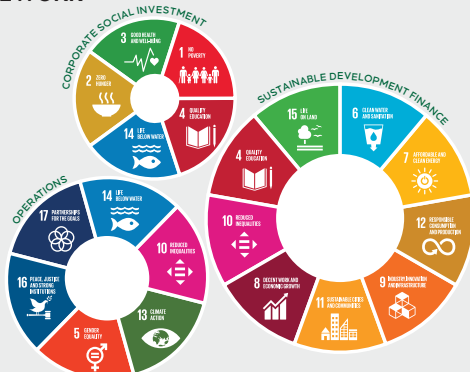 CORPORATE SOCIAL INVESTMENT
3 GOOD HEALTH
AND WELL-BEING
1 NO
POVERTY
2 ZERO
HUNGER
4 QUALITY
EDUCATION
14 LIFE
BELOW WATER
SUSTAINABLE DEVELOPMENT FINANCE
15 LIFE
ON LAND
6 CLEAN WATER
AND SANITATION
4 QUALITY
EDUCATION
7 AFFORDABLE AND
CLEAN ENERGY
10 REDUCED
INEQUALITIES
12 RESPONSIBLE
CONSUMPTION
AND PRODUCTION
8 DECENT WORK AND
ECONOMIC GROWTH
9 INDUSTRY, INNOVATION
AND INFRASTRUCTURE
11 SUSTAINABLE CITIES
AND COMMUNITIES
OPERATIONS
14 LIFE
BELOW WATER
17 PARTNERSHIPS
FOR THE GOALS
10 REDUCED
INEQUALITIES
16 PEACE, JUSTICE
AND STRONG
INSTITUTIONS
13 CLIMATE
ACTION
5 GENDER
EQUALITY